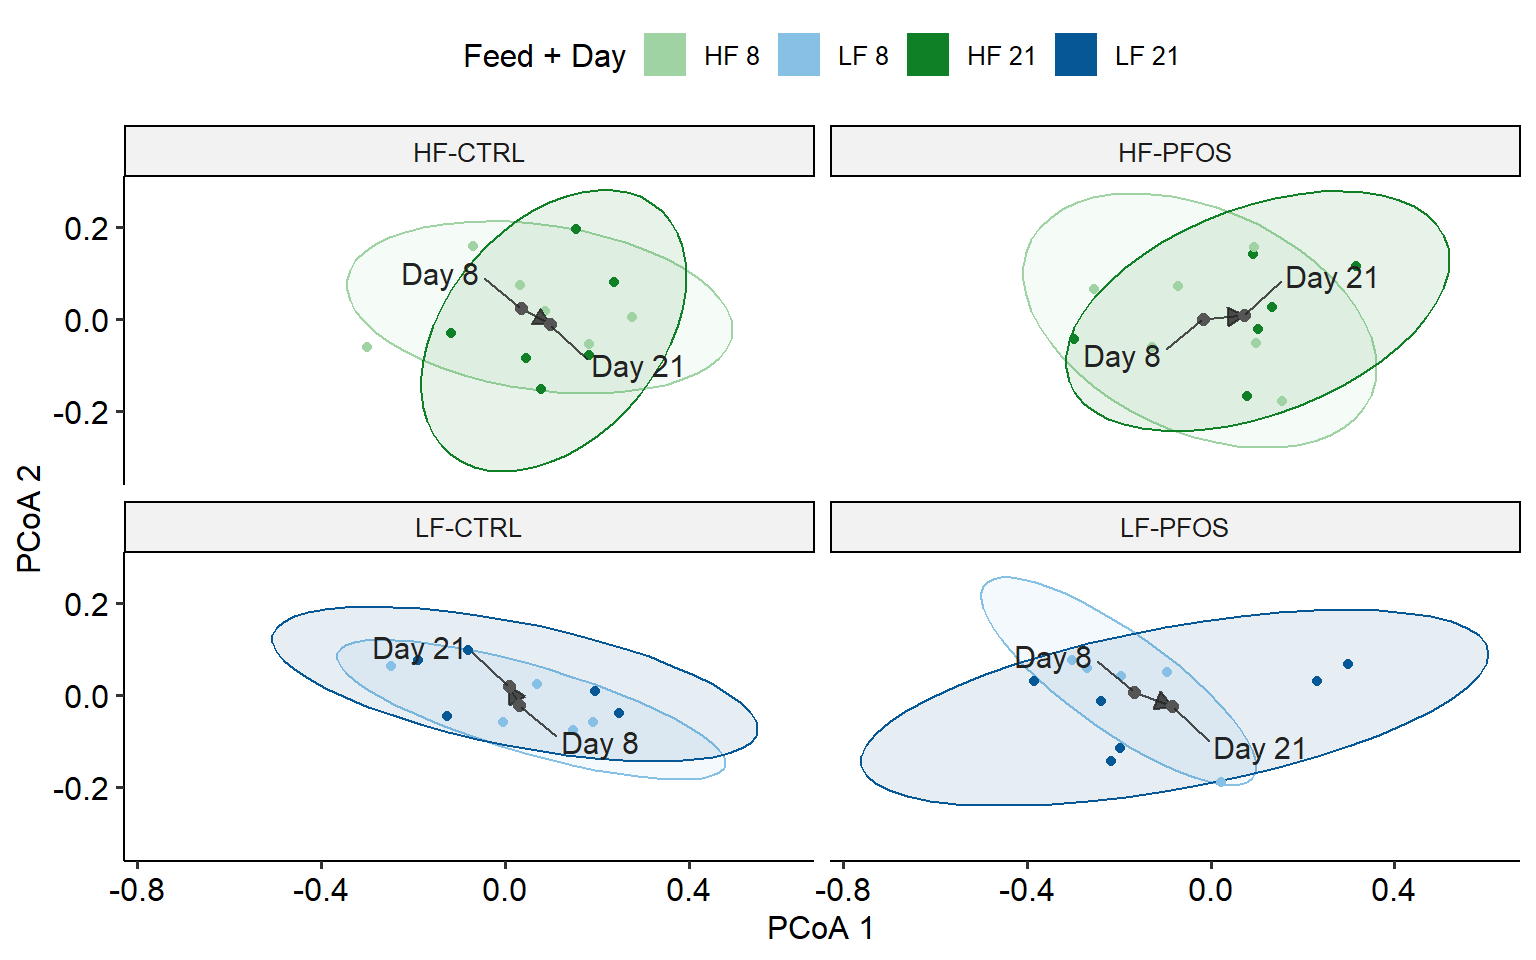 Feed + Day HF 8 LF 8 HF 21 LF 21
HF-CTRL
HF-PFOS
0.2
0.0
-0.2
Day 8
Day 21
Day 21
Day 8
LF-CTRL
LF-PFOS
0.2
0.0
-0.2
Day 21
Day 8
Day 8
Day 21
-0.8 -0.4 0.0 0.4
-0.8 -0.4 0.0 0.4
PCoA 1
PCoA 2